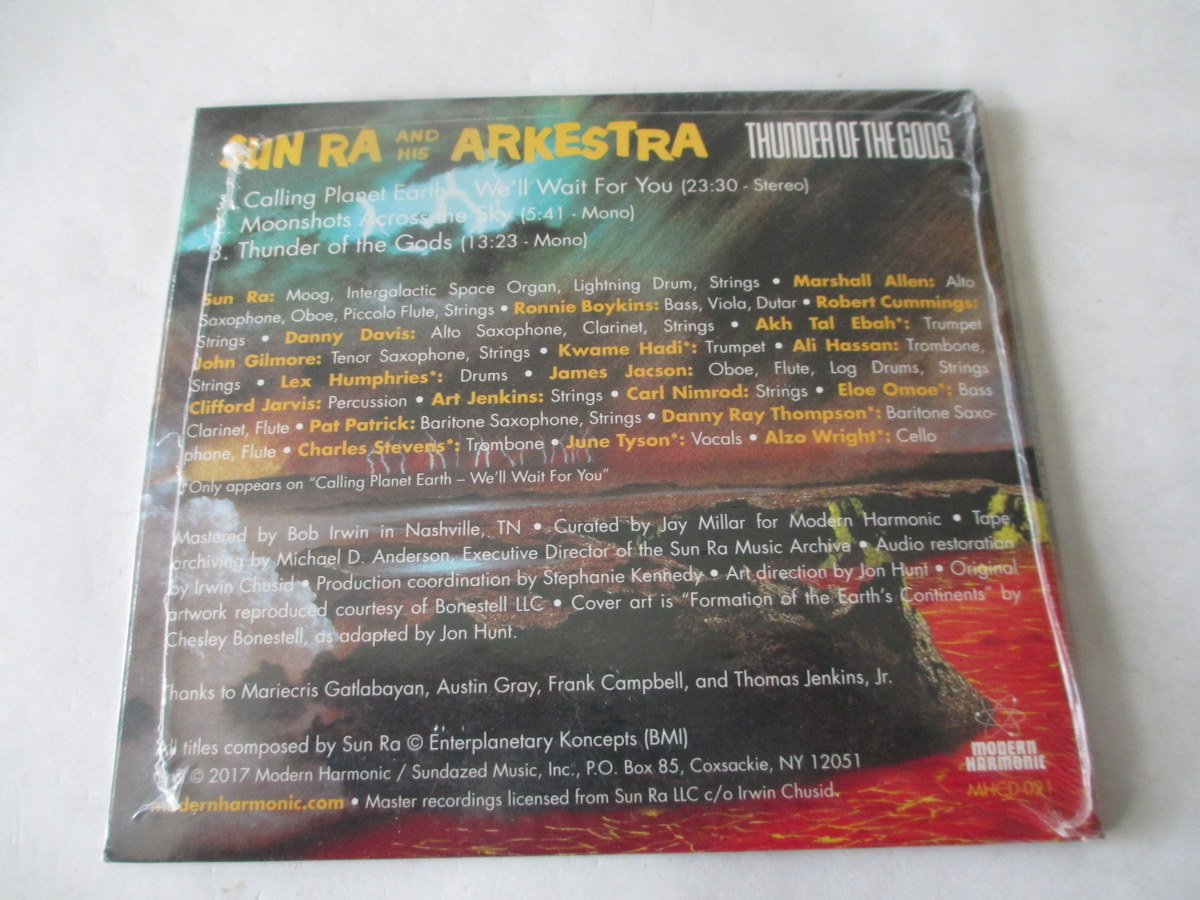 SUN RA AND HIS ARKESTRA THUNDER OF THE GODS
Calling Planet Earth – We'll Wait For You (23:30 - Stereo)
Moonshots Across the Sky (5:41 - Mono)
3. Thunder of the Gods (13:23 - Mono)
Sun Ra: Moog, Intergalactic Space Organ, Lightning Drum, Strings • Marshall Allen: Alto
Saxophone, Oboe, Piccolo Flute, Strings • Ronnie Boykins: Bass, Viola, Dutar • Robert Cummings:
Strings • Danny Davis: Alto Saxophone, Clarinet, Strings • Akh Tal Ebah*: Trumpet
John Gilmore: Tenor Saxophone, Strings • Kwame Hadi*: Trumpet • Ali Hassan: Trombone,
Strings • Lex Humphries*: Drums • James Jacson: Oboe, Flute, Log Drums, Strings
Clifford Jarvis: Percussion • Art Jenkins: Strings • Carl Nimrod: Strings • Eloe Omoe*: Bass
Clarinet, Flute • Pat Patrick: Baritone Saxophone, Strings • Danny Ray Thompson*: Baritone Saxo-
phone, Flute • Charles Stevens*: Trombone • June Tyson*: Vocals • Alzo Wright*: Cello
*Only appears on "Calling Planet Earth – We'll Wait For You"
Mastered by Bob Irwin in Nashville, TN • Curated by Jay Millar for Modern Harmonic • Tape
archiving by Michael D. Anderson, Executive Director of the Sun Ra Music Archive • Audio restoration
by Irwin Chusid • Production coordination by Stephanie Kennedy • Art direction by Jon Hunt • Original
artwork reproduced courtesy of Bonestell LLC • Cover art is "Formation of the Earth's Continents" by
Chesley Bonestell, as adapted by Jon Hunt.
Thanks to Mariecris Gatlabayan, Austin Gray, Frank Campbell, and Thomas Jenkins, Jr.
All titles composed by Sun Ra © Enterplanetary Koncepts (BMI)
© 2017 Modern Harmonic / Sundazed Music, Inc., P.O. Box 85, Coxsackie, NY 12051
modernharmonic.com • Master recordings licensed from Sun Ra LLC c/o Irwin Chusid.
MODERN
HARMONIC
MHCD-021